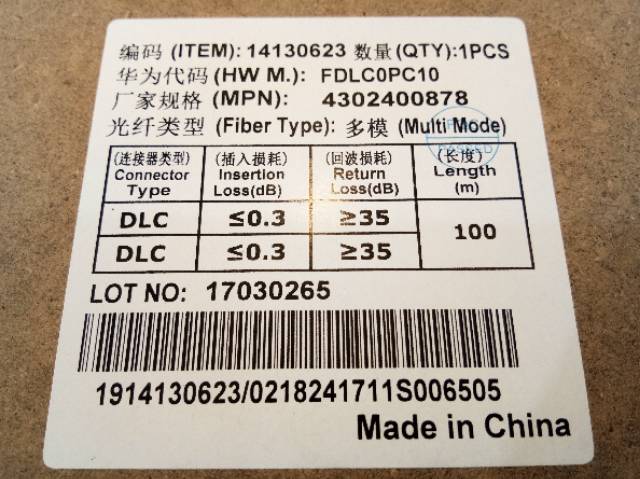 编码 (ITEM): 14130623 数量 (QTY):1PCS
华为代码 (HW M.): FDLC0PC10
厂家规格 (MPN): 4302400878
光纤类型 (Fiber Type): 多模 (Multi Mode)
PASSED
(连接器类型) (插入损耗) (回波损耗) (长度)
Connector Insertion Return Length
Type Loss(dB) Loss(dB) (m)
DLC ≤0.3 ≥35 100
DLC ≤0.3 ≥35
LOT NO: 17030265
1914130623/0218241711S006505
Made in China